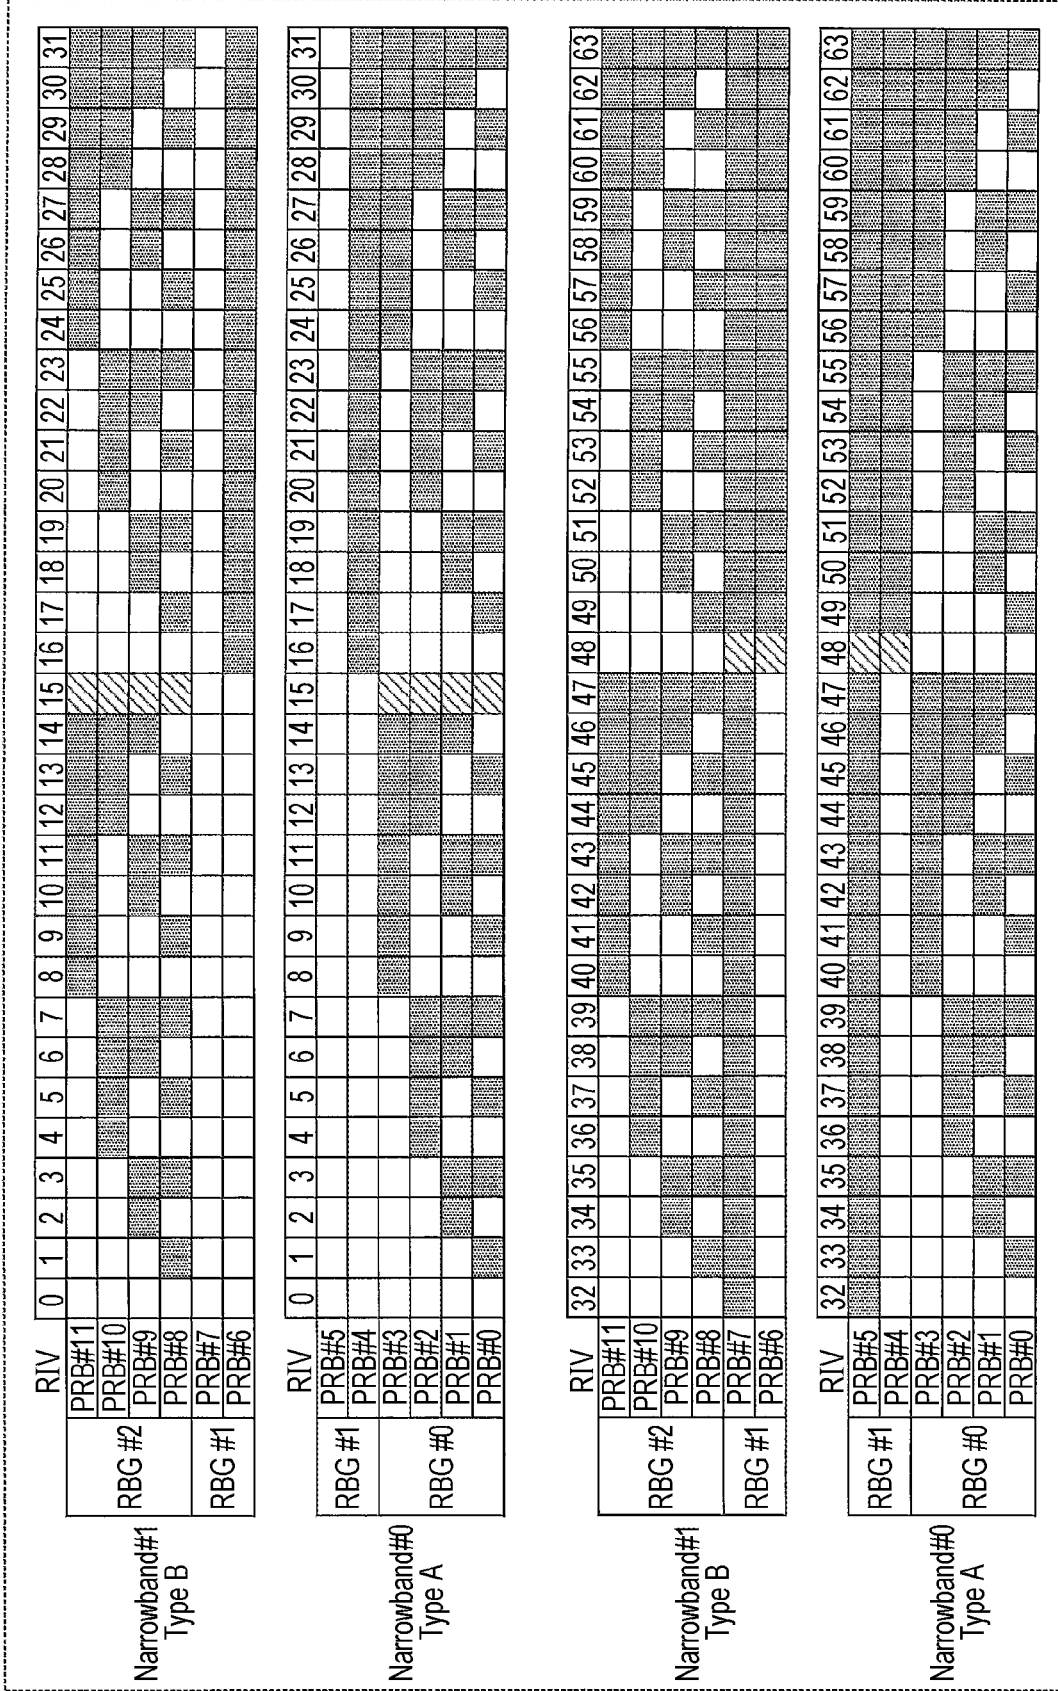 RIV 0 1 2 3 4 5 6 7 8 9 10 11 12 13 14 15 16 17 18 19 20 21 22 23 24 25 26 27 28 29 30 31
Narrowband#1
Type B
RBG #2
PRB#11
PRB#10
PRB#9
PRB#8
RBG #1
PRB#7
PRB#6
RIV 0 1 2 3 4 5 6 7 8 9 10 11 12 13 14 15 16 17 18 19 20 21 22 23 24 25 26 27 28 29 30 31
Narrowband#0
Type A
RBG #1
PRB#5
PRB#4
RBG #0
PRB#3
PRB#2
PRB#1
PRB#0
RIV 32 33 34 35 36 37 38 39 40 41 42 43 44 45 46 47 48 49 50 51 52 53 54 55 56 57 58 59 60 61 62 63
Narrowband#1
Type B
RBG #2
PRB#11
PRB#10
PRB#9
PRB#8
RBG #1
PRB#7
PRB#6
RIV 32 33 34 35 36 37 38 39 40 41 42 43 44 45 46 47 48 49 50 51 52 53 54 55 56 57 58 59 60 61 62 63
Narrowband#0
Type A
RBG #1
PRB#5
PRB#4
RBG #0
PRB#3
PRB#2
PRB#1
PRB#0